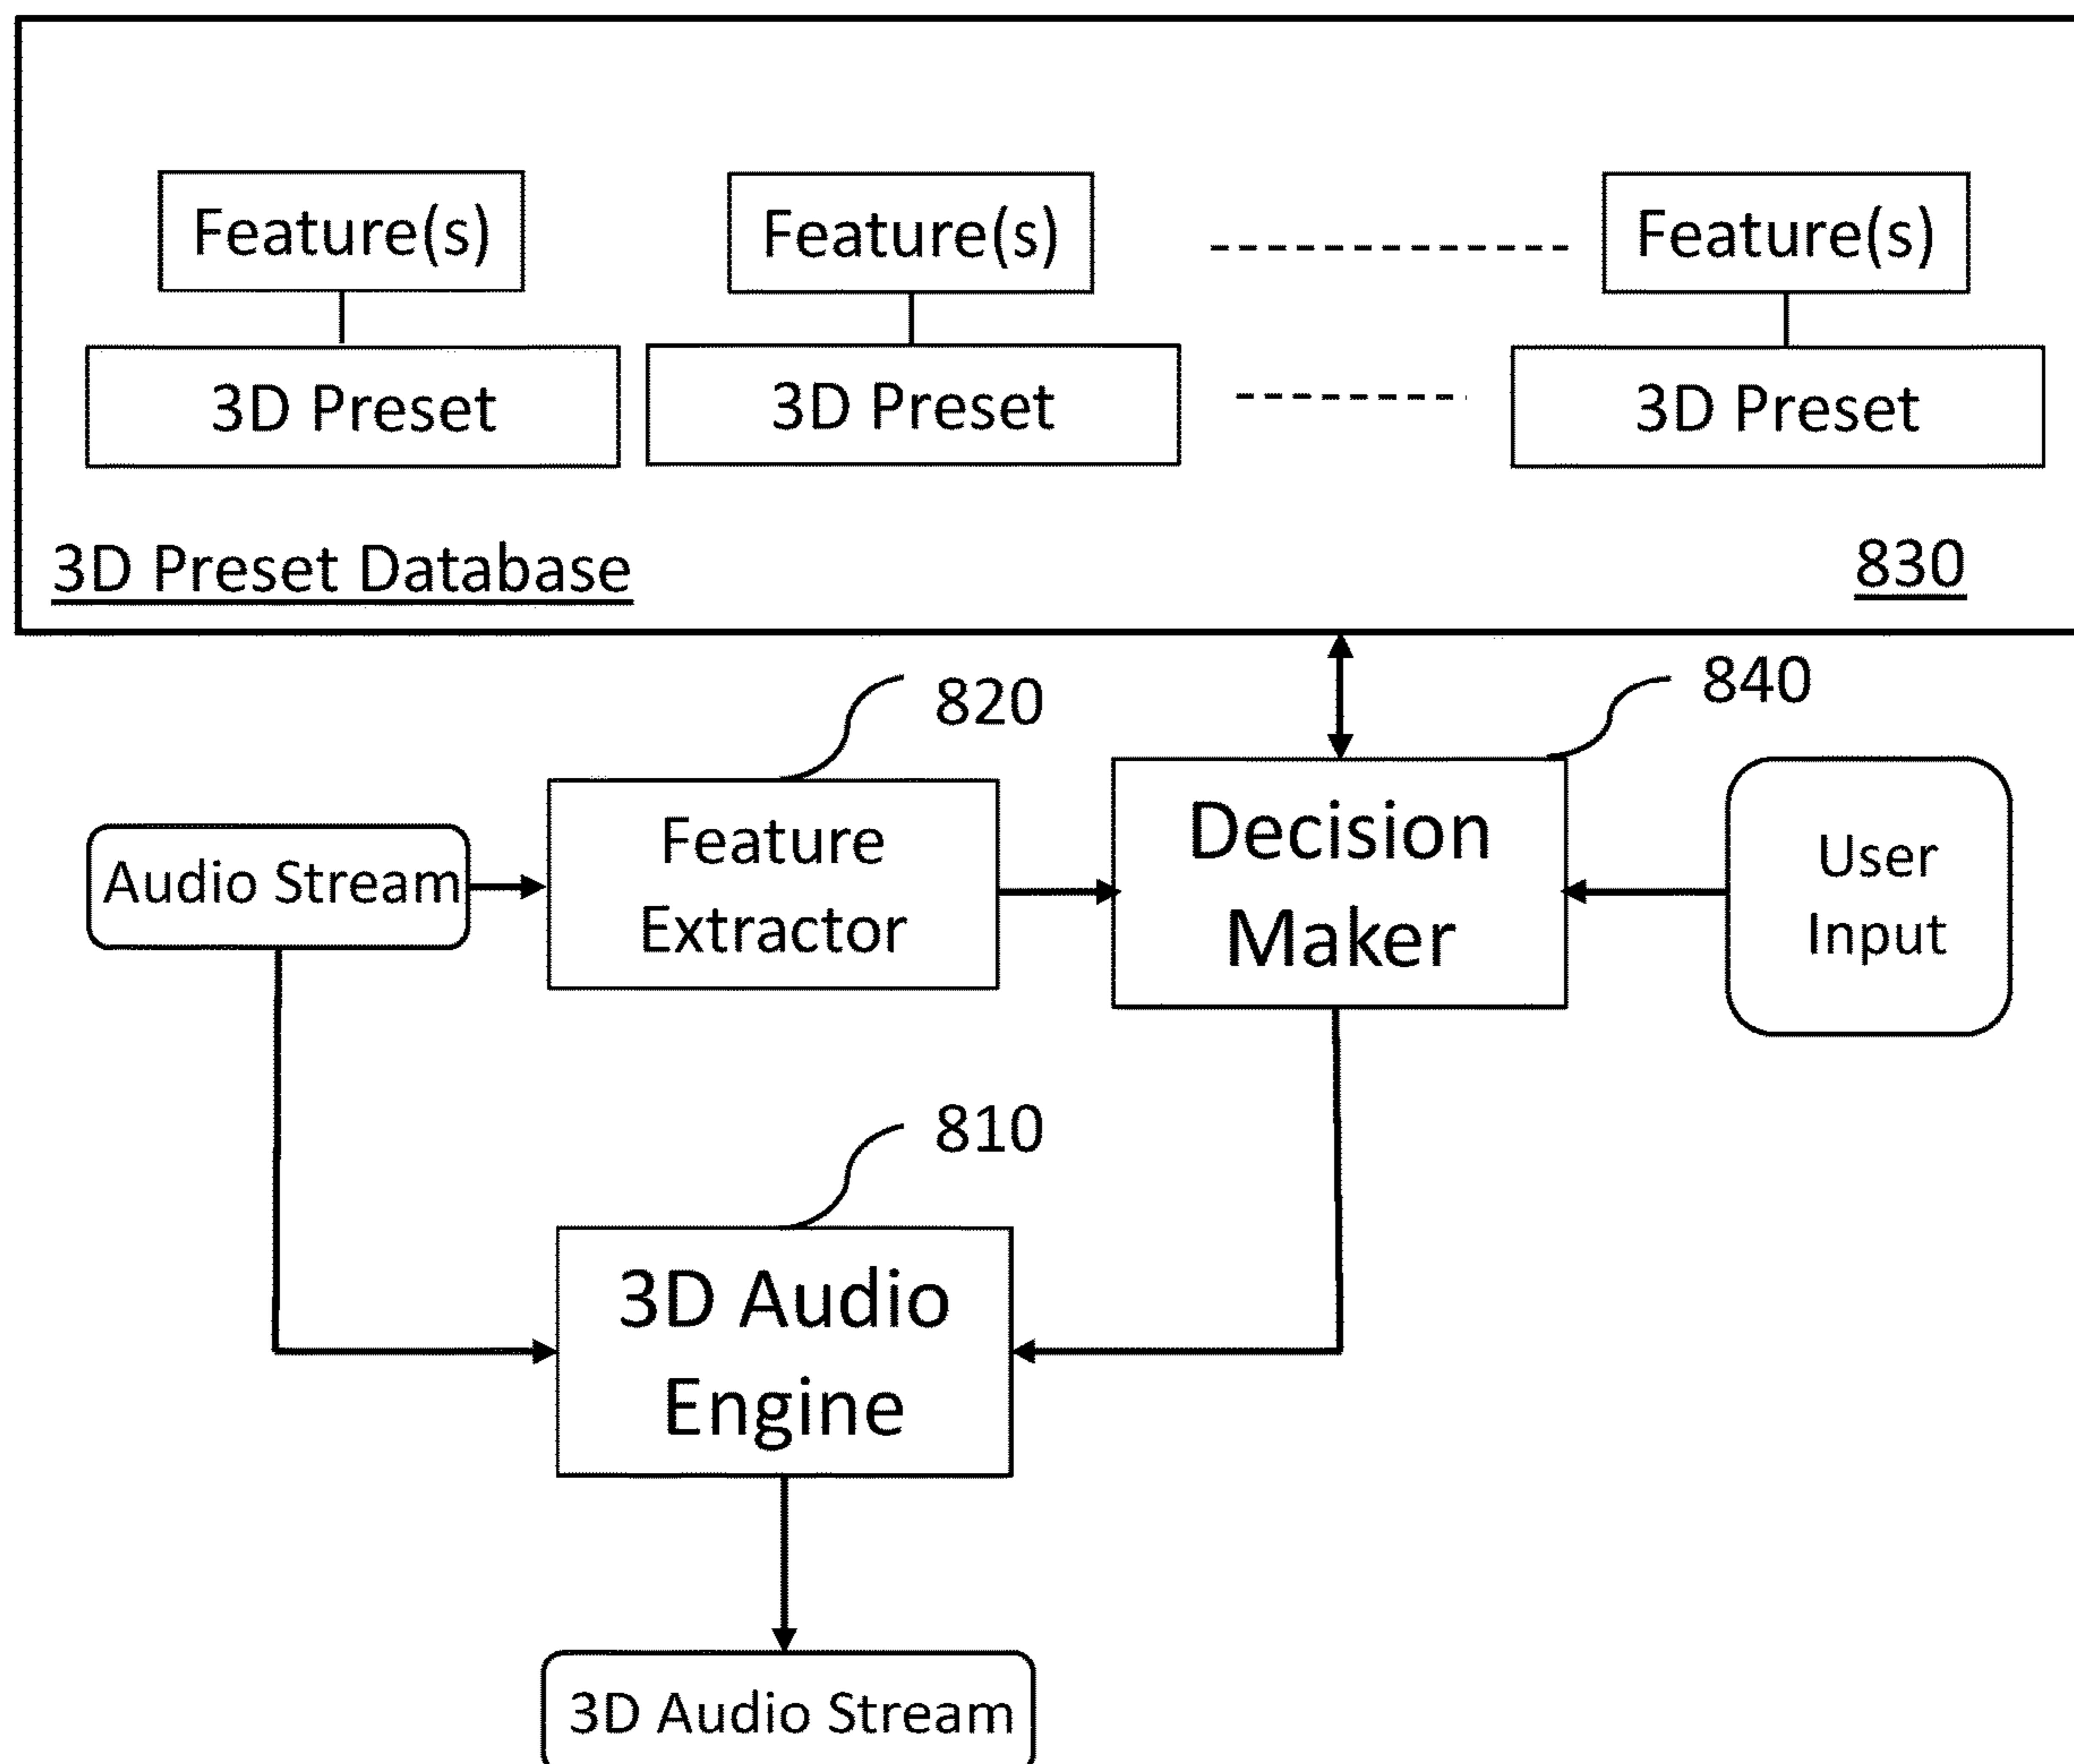 Feature(s)
Feature(s)
Feature(s)
3D Preset
3D Preset
3D Preset
3D Preset Database
830
820
840
Audio Stream
Feature
Extractor
Decision
Maker
User
Input
810
3D Audio
Engine
3D Audio Stream